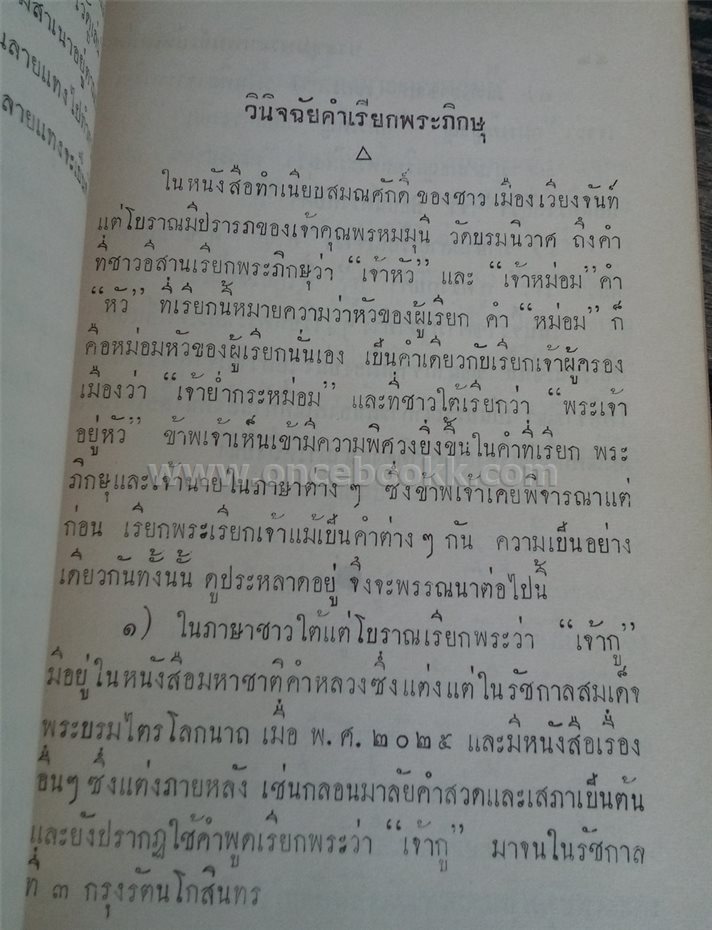 วินิจฉัยคำเรียกพระภิกษุ
ในหนังสือทำเนียบสมณศักดิ์ ของชาว เมืองเวียงจันท์
แต่โบราณมีปรารภของเจ้าคุณพรหมมุนี วัดบรมนิวาศ ถึงคำ
ที่ชาวอีสานเรียกพระภิกษุว่า “เจ้าหัว” และ “เจ้าหม่อม” คำ
“หัว” ที่เรียกนี้หมายความว่าหัวของผู้เรียก คำ “หม่อม” ก็
คือหม่อมหัวของผู้เรียกนั่นเอง เป็นคำเดียวกับเรียกเจ้าผู้ครอง
เมืองว่า “เจ้าย่ำกระหม่อม” และที่ชาวใต้เรียกว่า “พระเจ้า
อยู่หัว” ข้าพเจ้าเห็นเข้ามีความพิศวงยิ่งขึ้นในคำที่เรียก พระ
ภิกษุและเจ้านายในภาษาต่าง ๆ ซึ่งข้าพเจ้าเคยพิจารณาแต่
ก่อน เรียกพระเรียกเจ้าแม้เป็นคำต่าง ๆ กัน ความเป็นอย่าง
เดียวกันทั้งนั้น ดูประหลาดอยู่ จึงจะพรรณนาต่อไปนี้
๑) ในภาษาชาวใต้แต่โบราณเรียกพระว่า “เจ้ากู”
มีอยู่ในหนังสือมหาชาติคำหลวงซึ่งแต่งแต่ในรัชกาลสมเด็จ
พระบรมไตรโลกนาถ เมื่อ พ.ศ. ๒๐๒๕ และมีหนังสือเรื่อง
อื่นๆ ซึ่งแต่งภายหลัง เช่นกลอนมาลัยคำสวดและเสภาเป็นต้น
และยังปรากฏใช้คำพูดเรียกพระว่า “เจ้ากู” มาจนในรัชกาล
ที่ ๓ กรุงรัตนโกสินทร
www.oncebookk.com